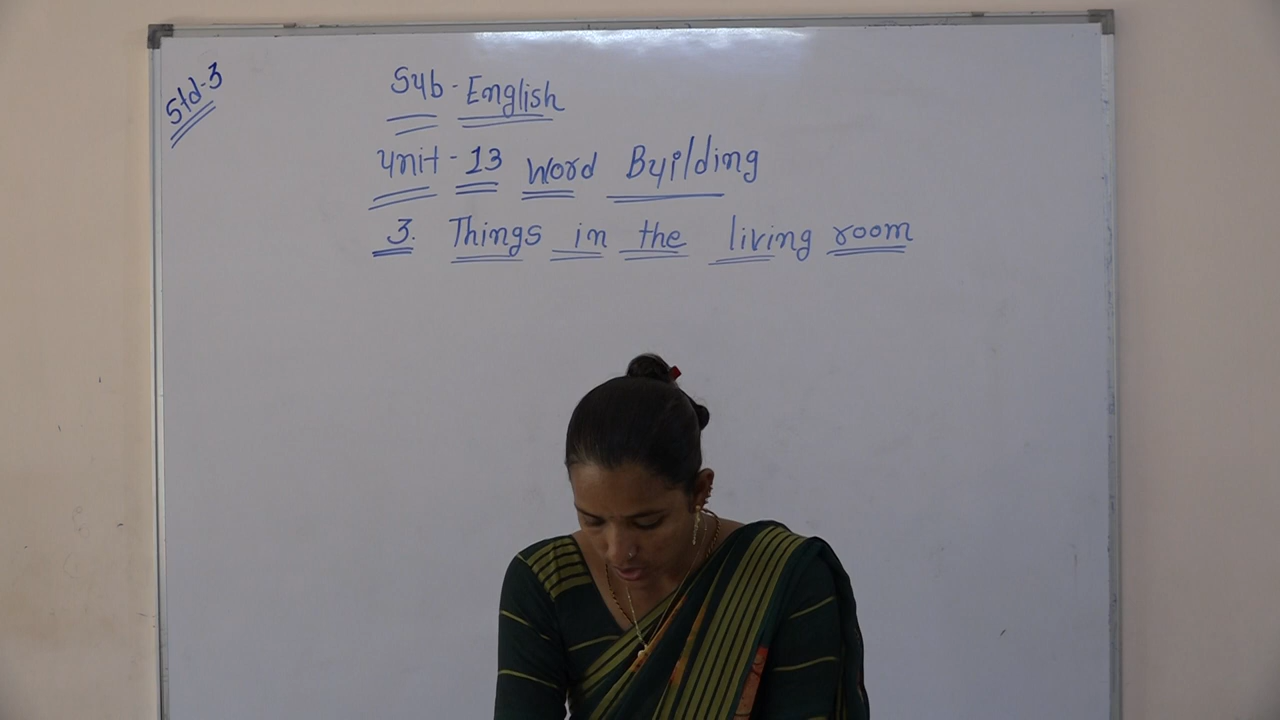 Std-3
Sub - English
Unit - 13 Word Building
3 Things in the living room